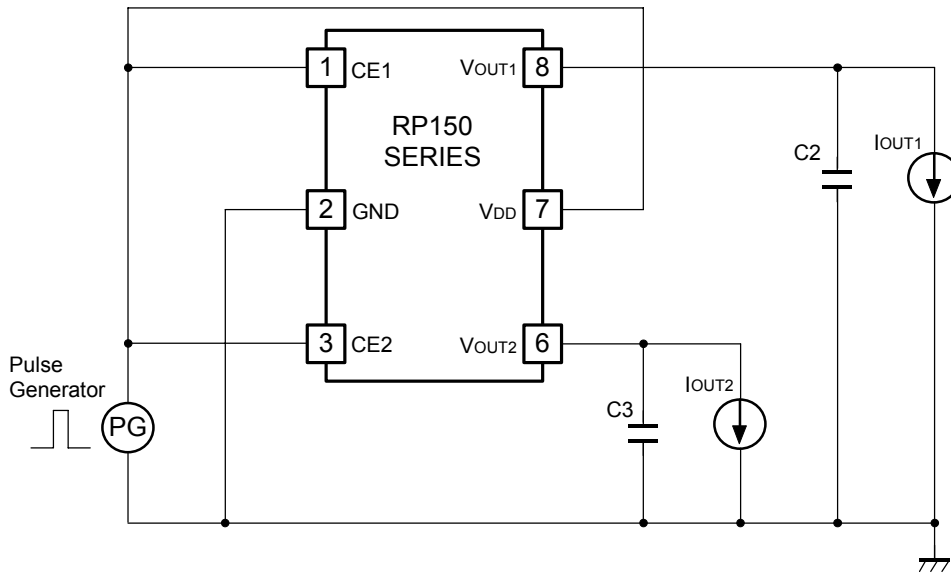 1 CE1 VOUT1 8
RP150
SERIES
C2
IOUT1
2 GND VDD 7
3 CE2 VOUT2 6
Pulse
Generator
PG
C3
IOUT2